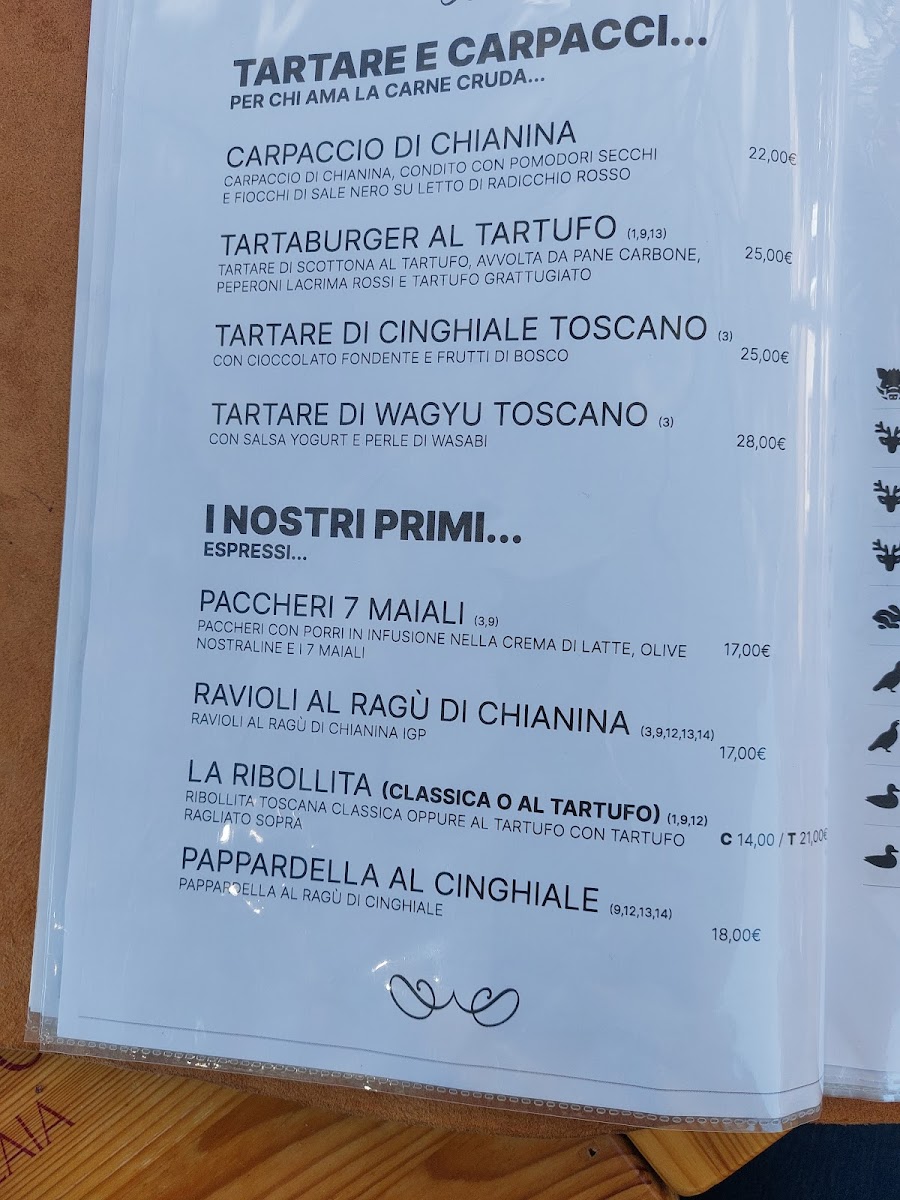 TARTARE E CARPACCI...
PER CHI AMA LA CARNE CRUDA...
CARPACCIO DI CHIANINA
CARPACCIO DI CHIANINA, CONDITO CON POMODORI SECCHI 22,00€
E FIOCCHI DI SALE NERO SU LETTO DI RADICCHIO ROSSO
TARTABURGER AL TARTUFO (1,9,13)
TARTARE DI SCOTTONA AL TARTUFO, AVVOLTA DA PANE CARBONE, 25,00€
PEPERONI LACRIMA ROSSI E TARTUFO GRATTUGIATO
TARTARE DI CINGHIALE TOSCANO (3)
CON CIOCCOLATO FONDENTE E FRUTTI DI BOSCO 25,00€
TARTARE DI WAGYU TOSCANO (3)
CON SALSA YOGURT E PERLE DI WASABI 28,00€
I NOSTRI PRIMI...
ESPRESSI...
PACCHERI 7 MAIALI (3,9)
PACCHERI CON PORRI IN INFUSIONE NELLA CREMA DI LATTE, OLIVE 17,00€
NOSTRALINE E I 7 MAIALI
RAVIOLI AL RAGÙ DI CHIANINA (3,9,12,13,14)
RAVIOLI AL RAGÙ DI CHIANINA IGP 17,00€
LA RIBOLLITA (CLASSICA O AL TARTUFO) (1,9,12)
RIBOLLITA TOSCANA CLASSICA OPPURE AL TARTUFO CON TARTUFO C 14,00 / T 21,00€
RAGLIATO SOPRA
PAPPARDELLA AL CINGHIALE (9,12,13,14)
PAPPARDELLA AL RAGÙ DI CINGHIALE 18,00€